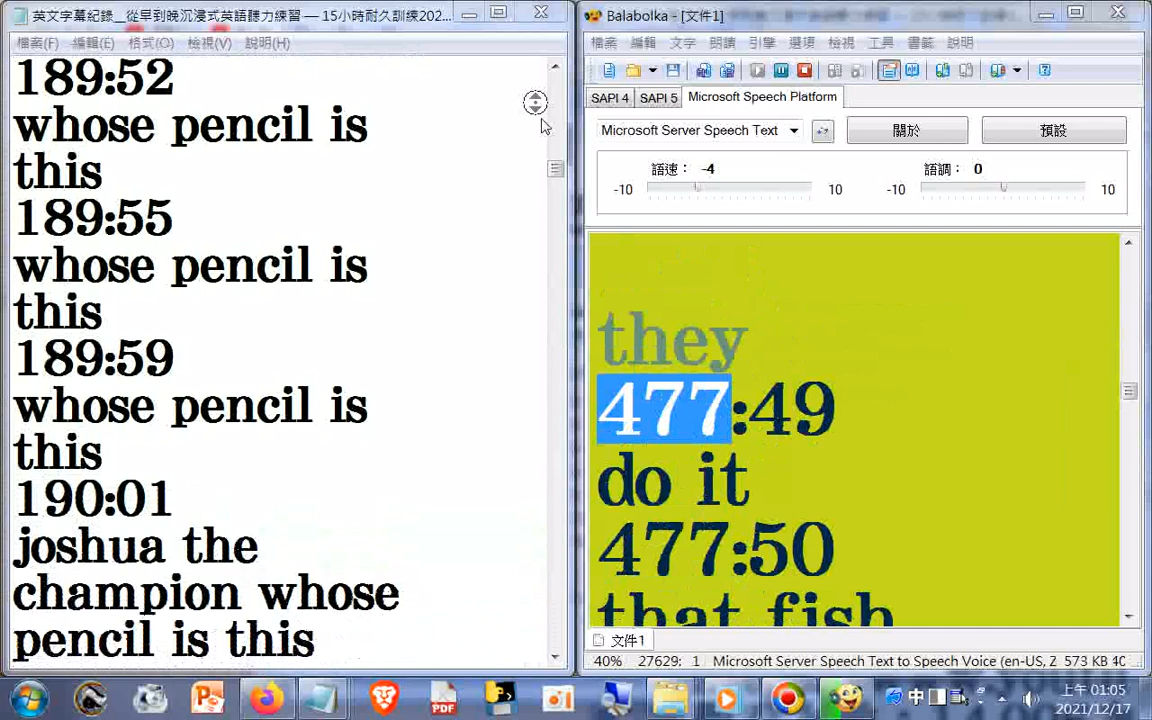 英文字幕紀錄__從早到晚沉浸式英語聽力練習 — 15小時耐久訓練202...
檔案(F) 編輯(E) 格式(O) 檢視(V) 說明(H)
189:52
whose pencil is
this
189:55
whose pencil is
this
189:59
whose pencil is
this
190:01
joshua the
champion whose
pencil is this
Balabolka - [文件1]
檔案 編輯 文字 朗讀 引擎 選項 檢視 工具 書籤 說明
SAPI 4 SAPI 5 Microsoft Speech Platform
Microsoft Server Speech Text 關於 預設
語速： -4 語調： 0
-10 10 -10 10
they
477:49
do it
477:50
that fish
文件1
40% 27629: 1 Microsoft Server Speech Text to Speech Voice (en-US, Z 573 KB 4C
PDF
中
上午 01:05
2021/12/17